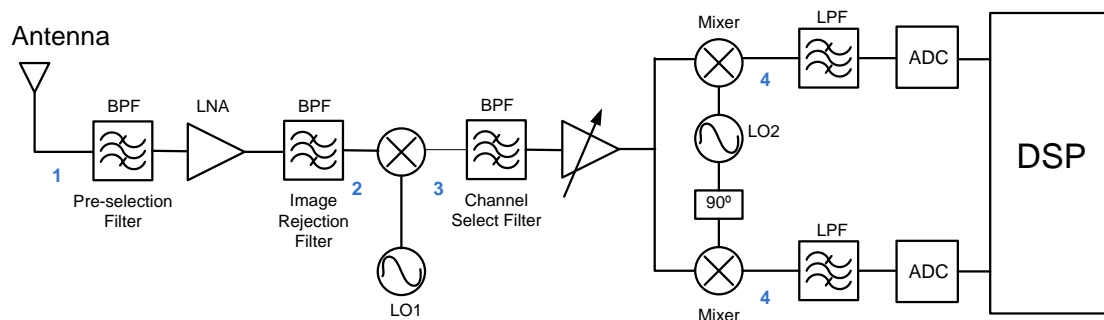 Antenna
1
BPF
Pre-selection
Filter
LNA
BPF
Image
Rejection
Filter
2
LO1
3
BPF
Channel
Select Filter
Mixer
4
LPF
ADC
LO2
90º
Mixer
4
LPF
ADC
DSP